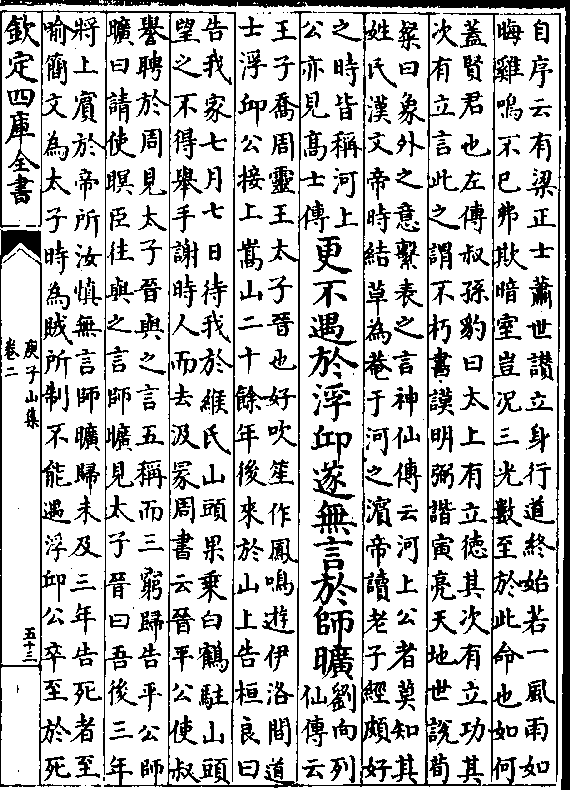 自序云有梁正士蕭世讃立身行道終始若一風雨如
晦雞鳴不已弗欺暗室豈况三光數至於此命也如何
蓋賢君也左傳叔孫豹曰太上有立徳其次有立功其
次有立言此之謂不朽書謨明弼諧寅亮天地世說荀
粲曰象外之意繫表之言神仙傳云河上公者莫知其
姓氏漢文帝時結草為菴于河之濵帝讀老子經頗好
之時皆稱河上
公亦見髙士傳
更不遇於浮邱遂無言於師曠
劉向列
仙傳云
王子喬周靈王太子晉也好吹笙作鳳鳴遊伊洛間道
士浮邱公接上嵩山二十餘年後來於山上告桓良曰
告我家七月七日待我於緱氏山頭果乗白鶴駐山頭
望之不得舉手謝時人而去汲冢周書云晉平公使叔
譽聘於周見太子晉與之言五稱而三窮歸告平公師
曠曰請使瞑臣往與之言師曠見太子晉曰吾後三年
將上賓於帝所汝慎無言師曠歸未及三年告死者至
喻簡文為太子時為賊所制不能遇浮邱公卒至於死
欽定四庫全書
庾子山集
卷二
五十三